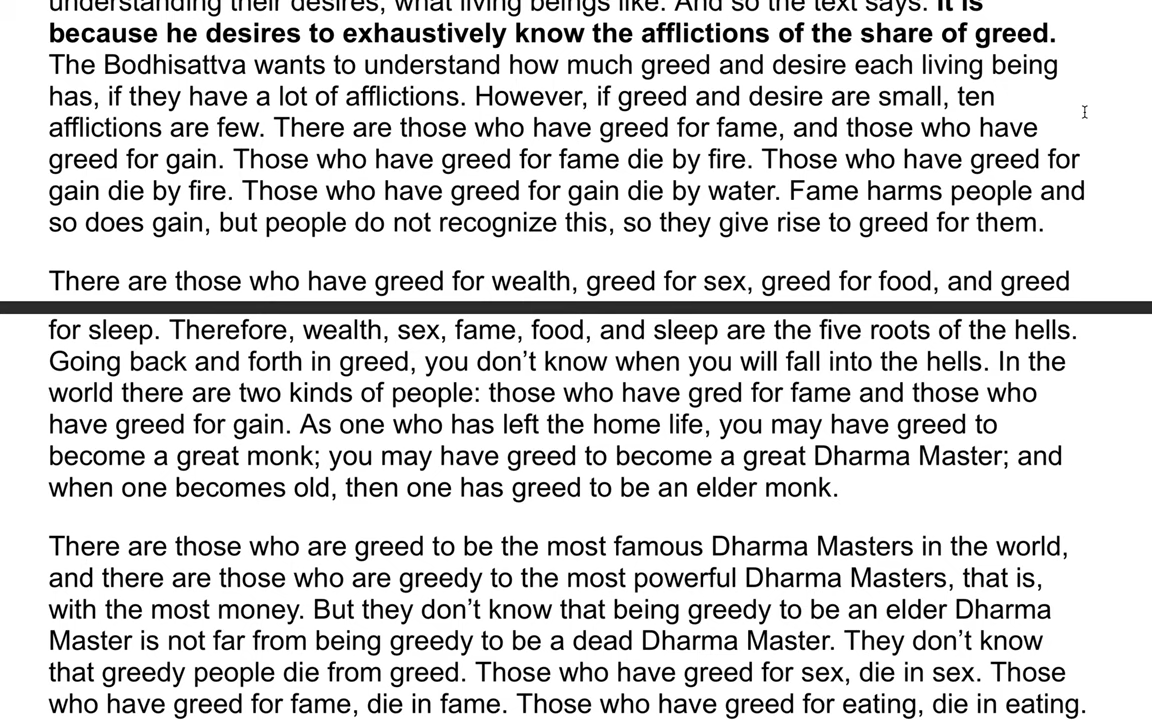 understanding their desires, what living beings like. And so the text says: It is
because he desires to exhaustively know the afflictions of the share of greed.
The Bodhisattva wants to understand how much greed and desire each living being
has, if they have a lot of afflictions. However, if greed and desire are small, ten
afflictions are few. There are those who have greed for fame, and those who have
greed for gain. Those who have greed for fame die by fire. Those who have greed for
gain die by fire. Those who have greed for gain die by water. Fame harms people and
so does gain, but people do not recognize this, so they give rise to greed for them.
There are those who have greed for wealth, greed for sex, greed for food, and greed
for sleep. Therefore, wealth, sex, fame, food, and sleep are the five roots of the hells.
Going back and forth in greed, you don’t know when you will fall into the hells. In the
world there are two kinds of people: those who have gred for fame and those who
have greed for gain. As one who has left the home life, you may have greed to
become a great monk; you may have greed to become a great Dharma Master; and
when one becomes old, then one has greed to be an elder monk.
There are those who are greed to be the most famous Dharma Masters in the world,
and there are those who are greedy to the most powerful Dharma Masters, that is,
with the most money. But they don’t know that being greedy to be an elder Dharma
Master is not far from being greedy to be a dead Dharma Master. They don’t know
that greedy people die from greed. Those who have greed for sex, die in sex. Those
who have greed for fame, die in fame. Those who have greed for eating, die in eating.